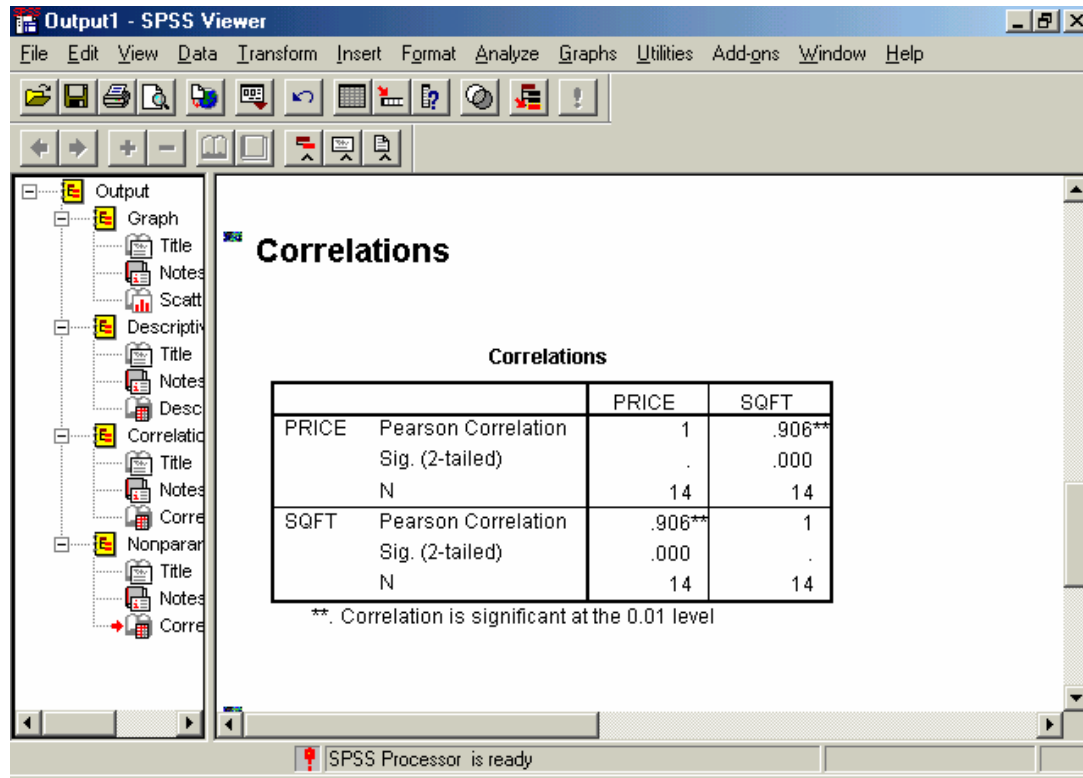 Output1 - SPSS Viewer
File Edit View Data Transform Insert Format Analyze Graphs Utilities Add-ons Window Help
Output
Graph
Title
Notes
Scatt
Descriptiv
Title
Notes
Desc
Correlatio
Title
Notes
Corre
Nonparar
Title
Notes
Corre
Correlations
Correlations
PRICE SQFT
PRICE Pearson Correlation 1 .906**
Sig. (2-tailed) . .000
N 14 14
SQFT Pearson Correlation .906** 1
Sig. (2-tailed) .000 .
N 14 14
**. Correlation is significant at the 0.01 level
SPSS Processor is ready